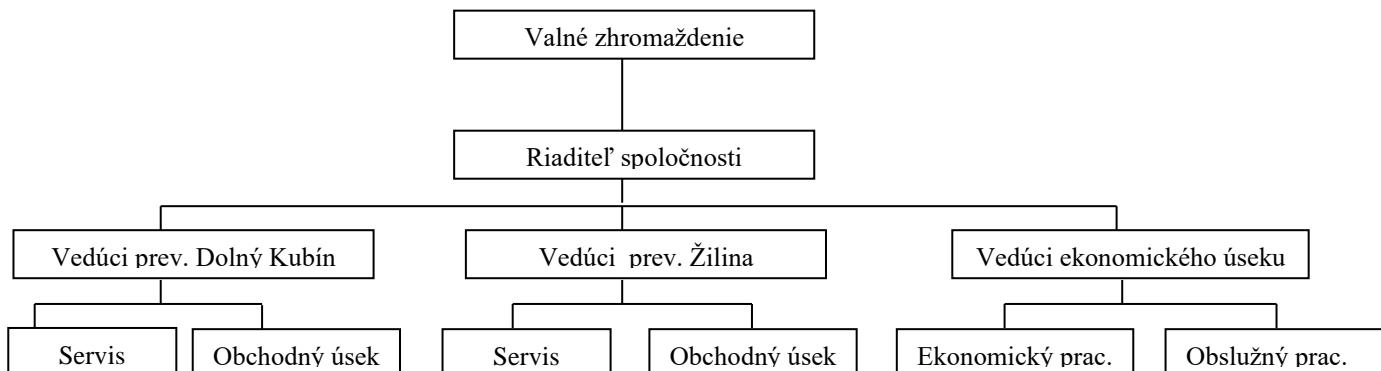 Valné zhromaždenie
Riaditeľ spoločnosti
Vedúci prev. Dolný Kubín
Vedúci prev. Žilina
Vedúci ekonomického úseku
Servis
Obchodný úsek
Servis
Obchodný úsek
Ekonomický prac.
Obslužný prac.